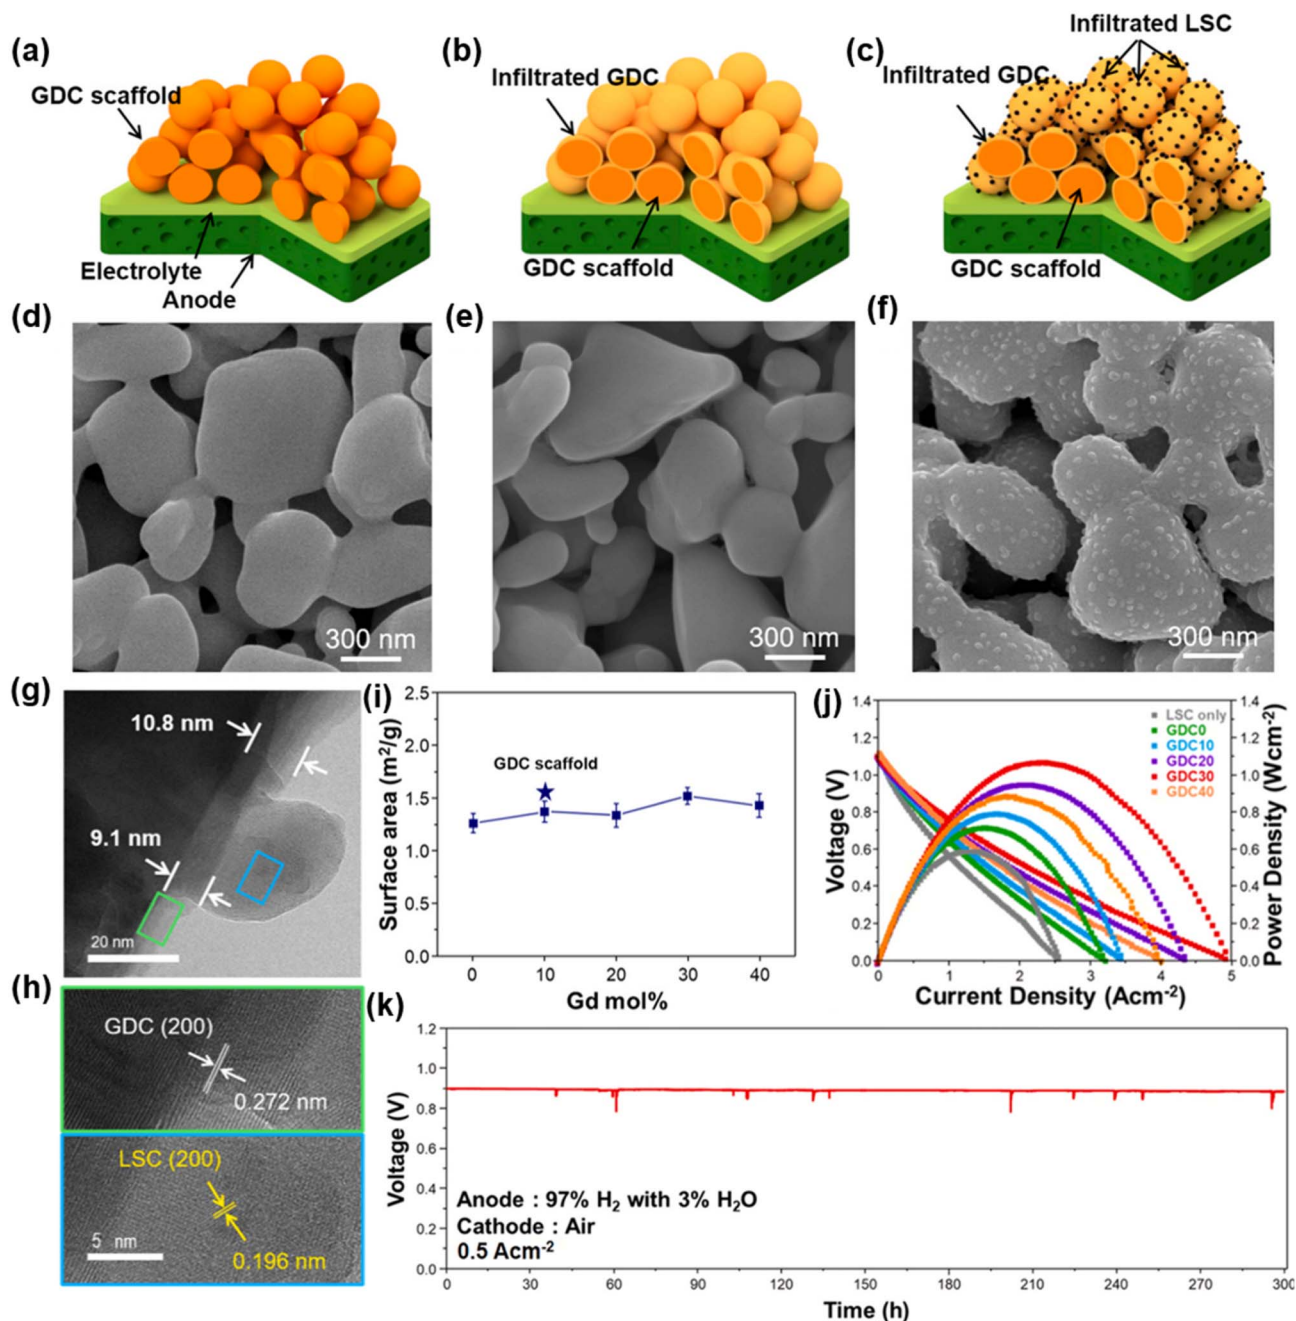 (a)
GDC scaffold
Electrolyte
Anode
(b)
Infiltrated GDC
GDC scaffold
(c)
Infiltrated LSC
Infiltrated GDC
GDC scaffold
(d)
300 nm
(e)
300 nm
(f)
300 nm
(g)
10.8 nm
9.1 nm
20 nm
(h)
GDC (200)
0.272 nm
LSC (200)
0.196 nm
5 nm
(i)
Surface area (m²/g)
2.5
2.0
1.5
1.0
0.5
0.0
GDC scaffold
0 10 20 30 40
Gd mol%
(j)
Voltage (V)
1.4
1.2
1.0
0.8
0.6
0.4
0.2
0.0
LSC only
GDC0
GDC10
GDC20
GDC30
GDC40
1.4
1.2
1.0
0.8
0.6
0.4
0.2
0.0
Power Density (Wcm⁻²)
0 1 2 3 4 5
Current Density (Acm⁻²)
(k)
Voltage (V)
1.2
1.0
0.8
0.6
0.4
0.2
0.0
Anode : 97% H₂ with 3% H₂O
Cathode : Air
0.5 Acm⁻²
0 30 60 90 120 150 180 210 240 270 300
Time (h)